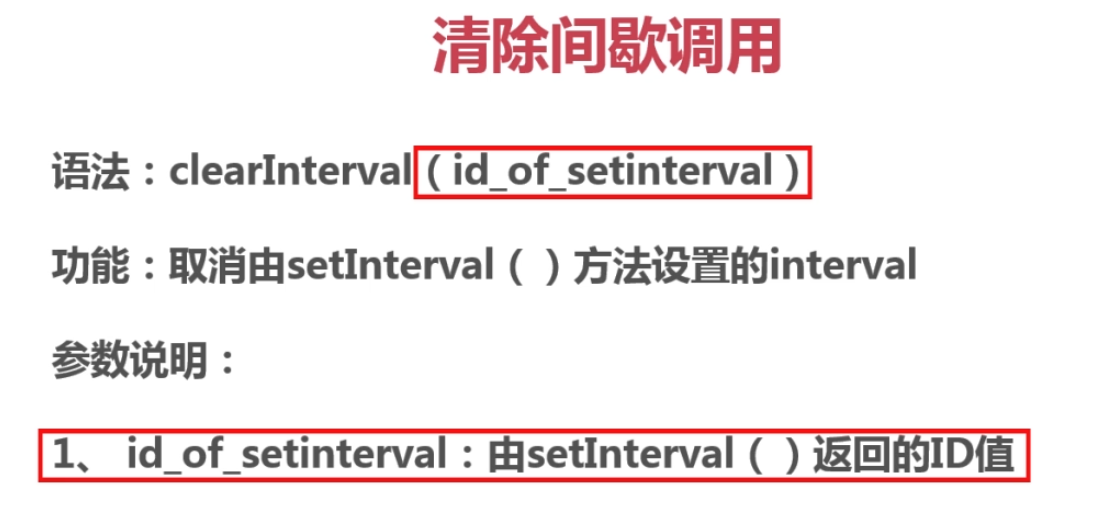 清除间歇调用
语法：clearInterval（id_of_setinterval）
功能：取消由setInterval（）方法设置的interval
参数说明：
1、 id_of_setinterval：由setInterval（）返回的ID值